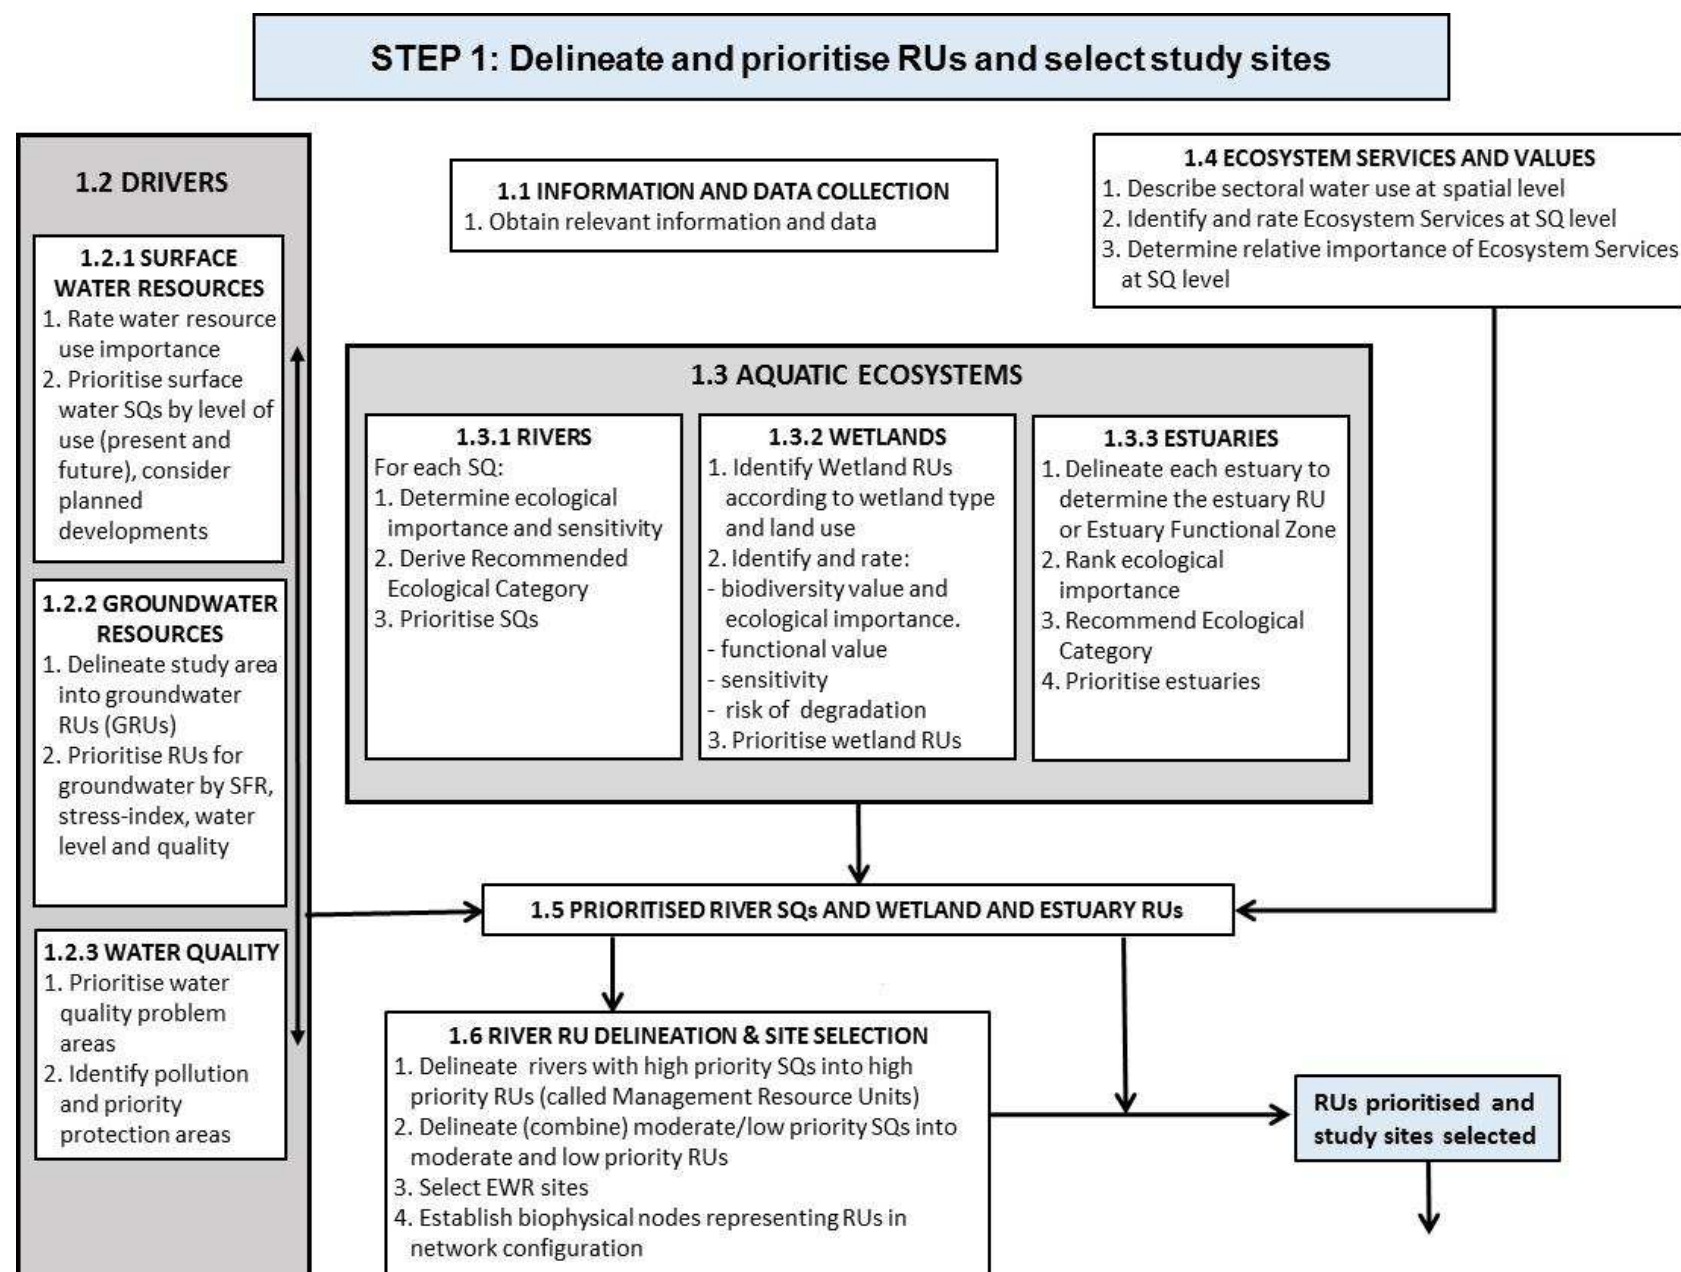 STEP 1: Delineate and prioritise RUs and select study sites
1.2 DRIVERS
1.2.1 SURFACE
WATER RESOURCES
1. Rate water resource
use importance
2. Prioritise surface
water SQs by level of
use (present and
future), consider
planned
developments
1.2.2 GROUNDWATER
RESOURCES
1. Delineate study area
into groundwater
RUs (GRUs)
2. Prioritise RUs for
groundwater by SFR,
stress-index, water
level and quality
1.2.3 WATER QUALITY
1. Prioritise water
quality problem
areas
2. Identify pollution
and priority
protection areas
1.1 INFORMATION AND DATA COLLECTION
1. Obtain relevant information and data
1.4 ECOSYSTEM SERVICES AND VALUES
1. Describe sectoral water use at spatial level
2. Identify and rate Ecosystem Services at SQ level
3. Determine relative importance of Ecosystem Services
at SQ level
1.3 AQUATIC ECOSYSTEMS
1.3.1 RIVERS
For each SQ:
1. Determine ecological
importance and sensitivity
2. Derive Recommended
Ecological Category
3. Prioritise SQs
1.3.2 WETLANDS
1. Identify Wetland RUs
according to wetland type
and land use
2. Identify and rate:
- biodiversity value and
ecological importance.
- functional value
- sensitivity
- risk of degradation
3. Prioritise wetland RUs
1.3.3 ESTUARIES
1. Delineate each estuary to
determine the estuary RU
or Estuary Functional Zone
2. Rank ecological
importance
3. Recommend Ecological
Category
4. Prioritise estuaries
1.5 PRIORITISED RIVER SQs AND WETLAND AND ESTUARY RUs
1.6 RIVER RU DELINEATION & SITE SELECTION
1. Delineate rivers with high priority SQs into high
priority RUs (called Management Resource Units)
2. Delineate (combine) moderate/low priority SQs into
moderate and low priority RUs
3. Select EWR sites
4. Establish biophysical nodes representing RUs in
network configuration
RUs prioritised and
study sites selected